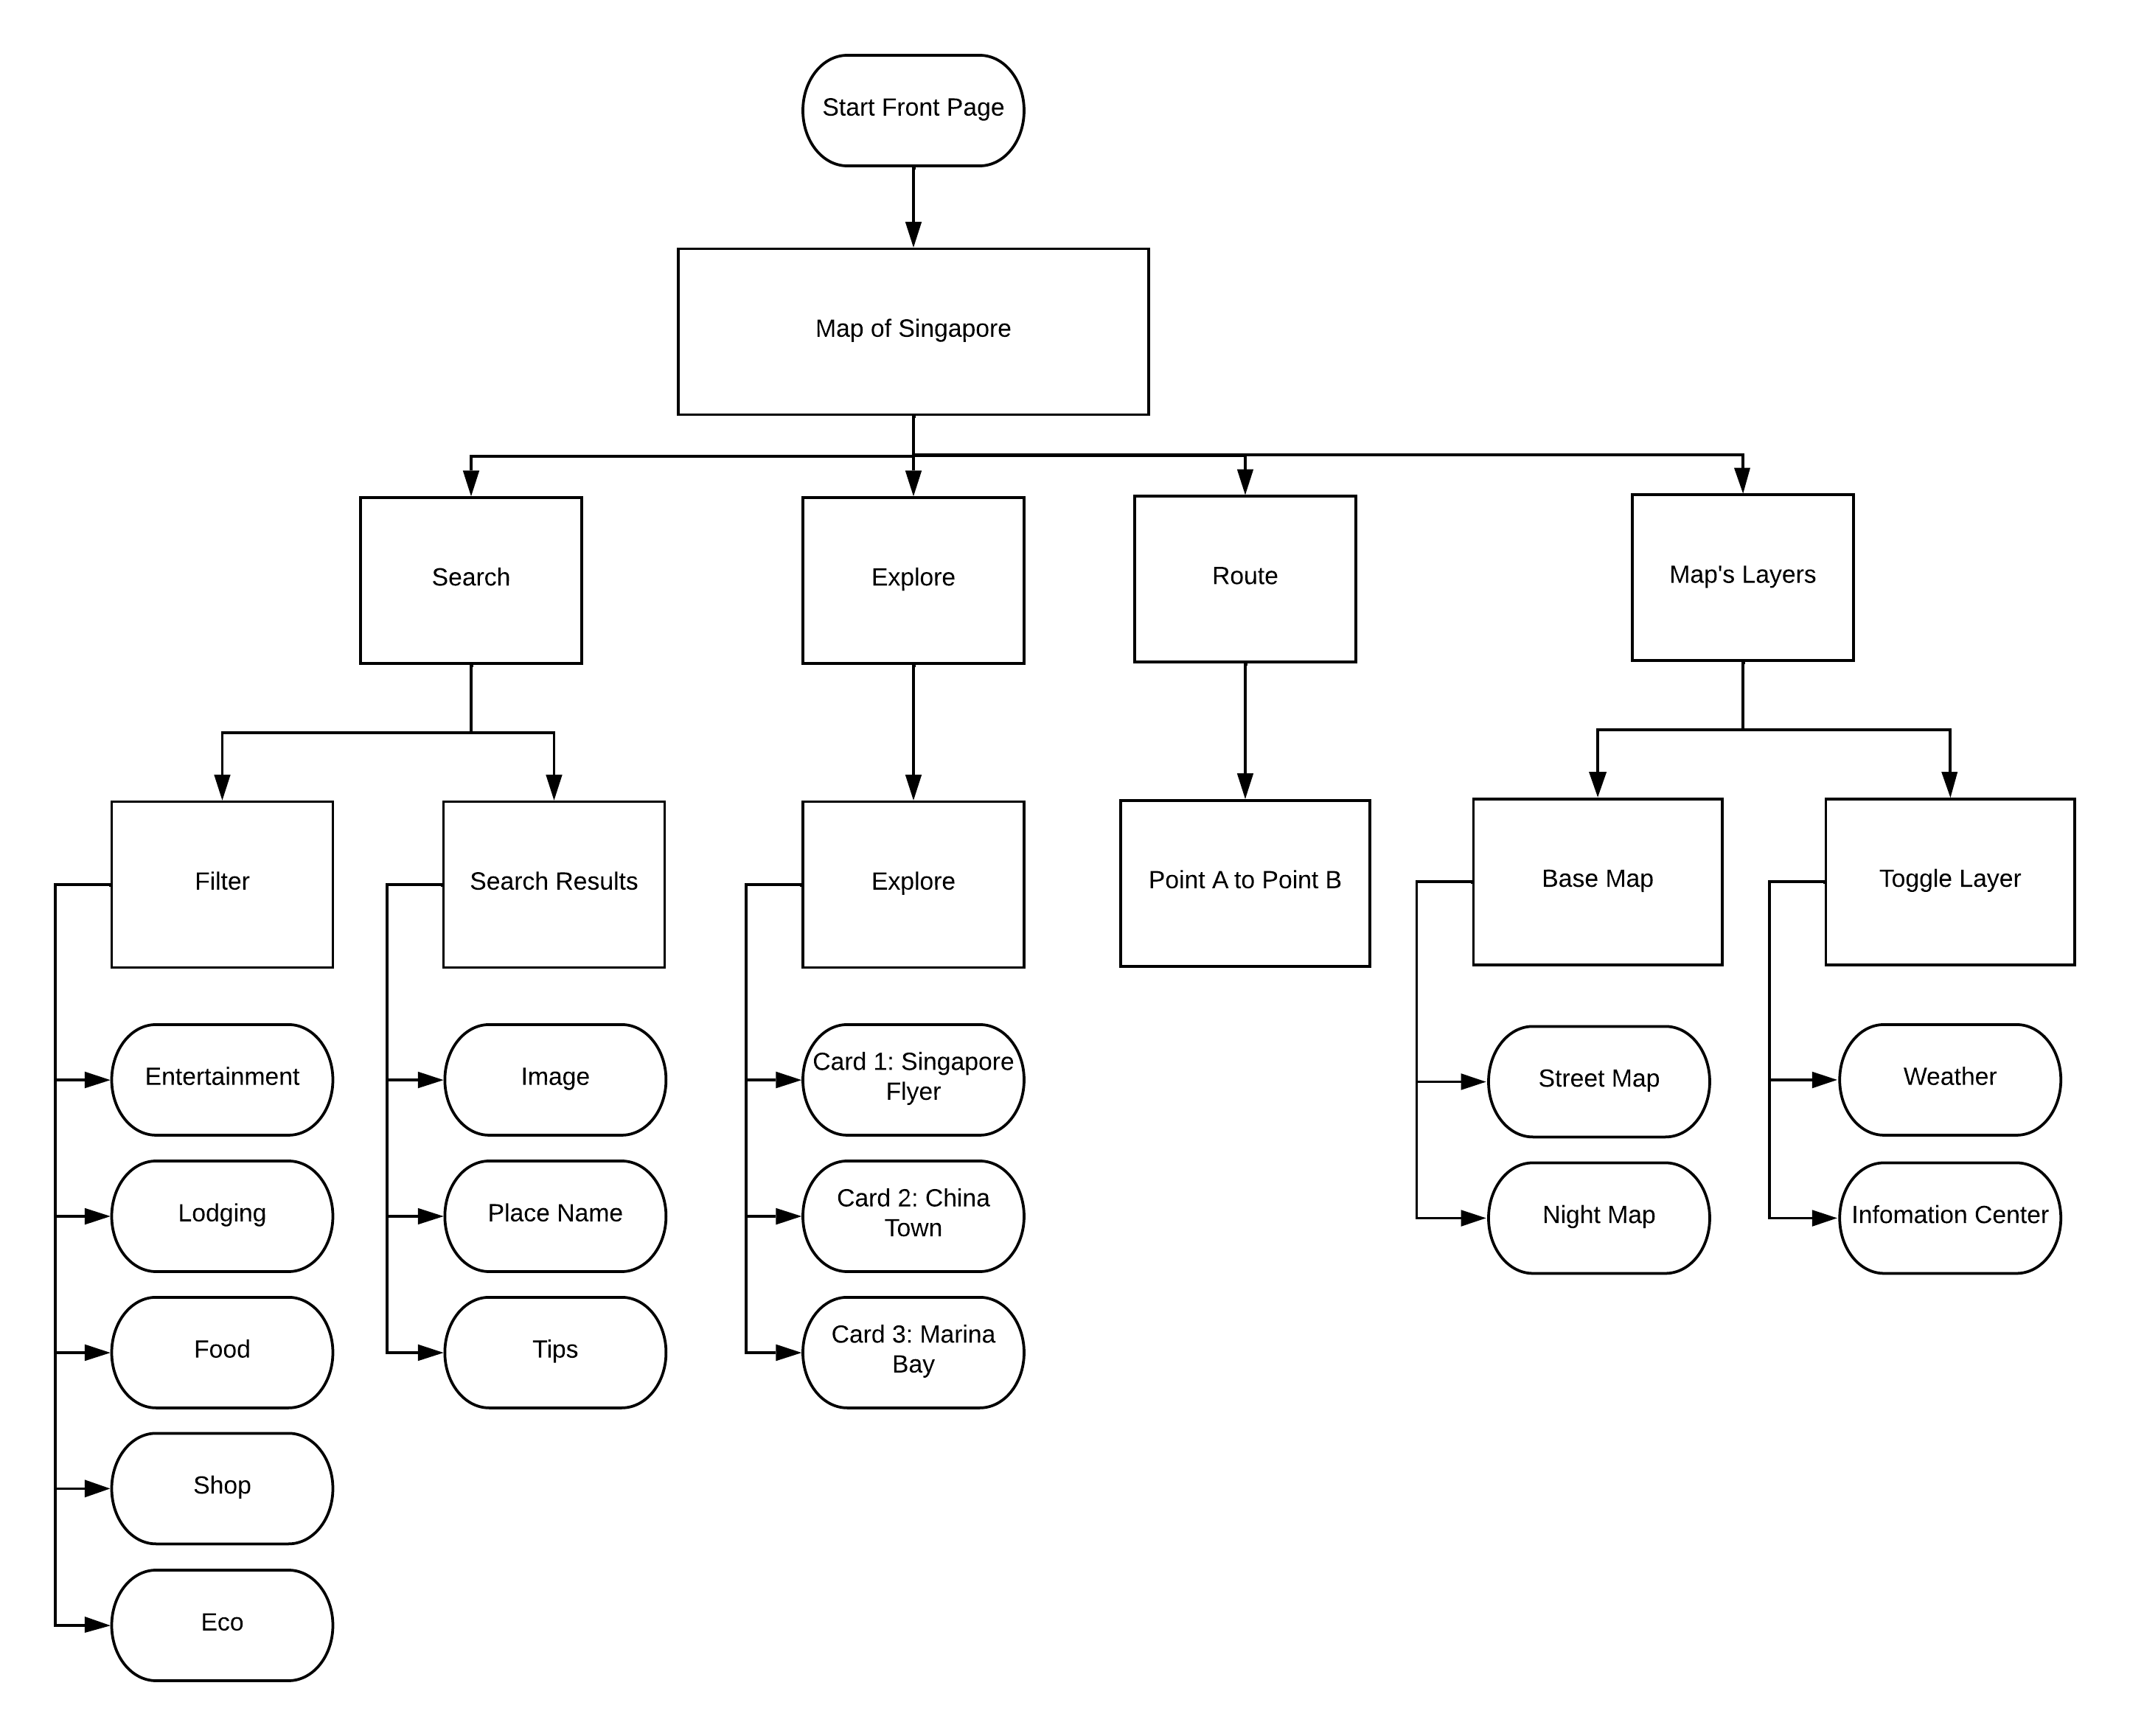 Start Front Page
Map of Singapore
Search
Explore
Route
Map's Layers
Filter
Search Results
Explore
Point A to Point B
Base Map
Toggle Layer
Entertainment
Image
Card 1: Singapore
Flyer
Street Map
Weather
Lodging
Place Name
Card 2: China
Town
Night Map
Infomation Center
Food
Tips
Card 3: Marina
Bay
Shop
Eco